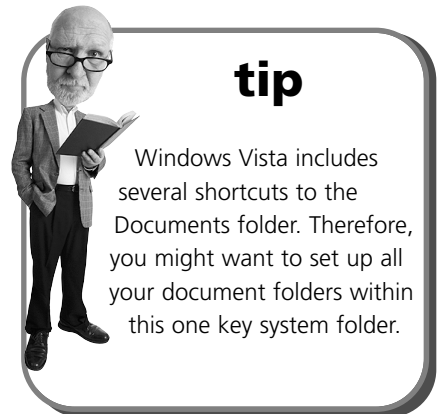 tip
Windows Vista includes
several shortcuts to the
Documents folder. Therefore,
you might want to set up all
your document folders within
this one key system folder.